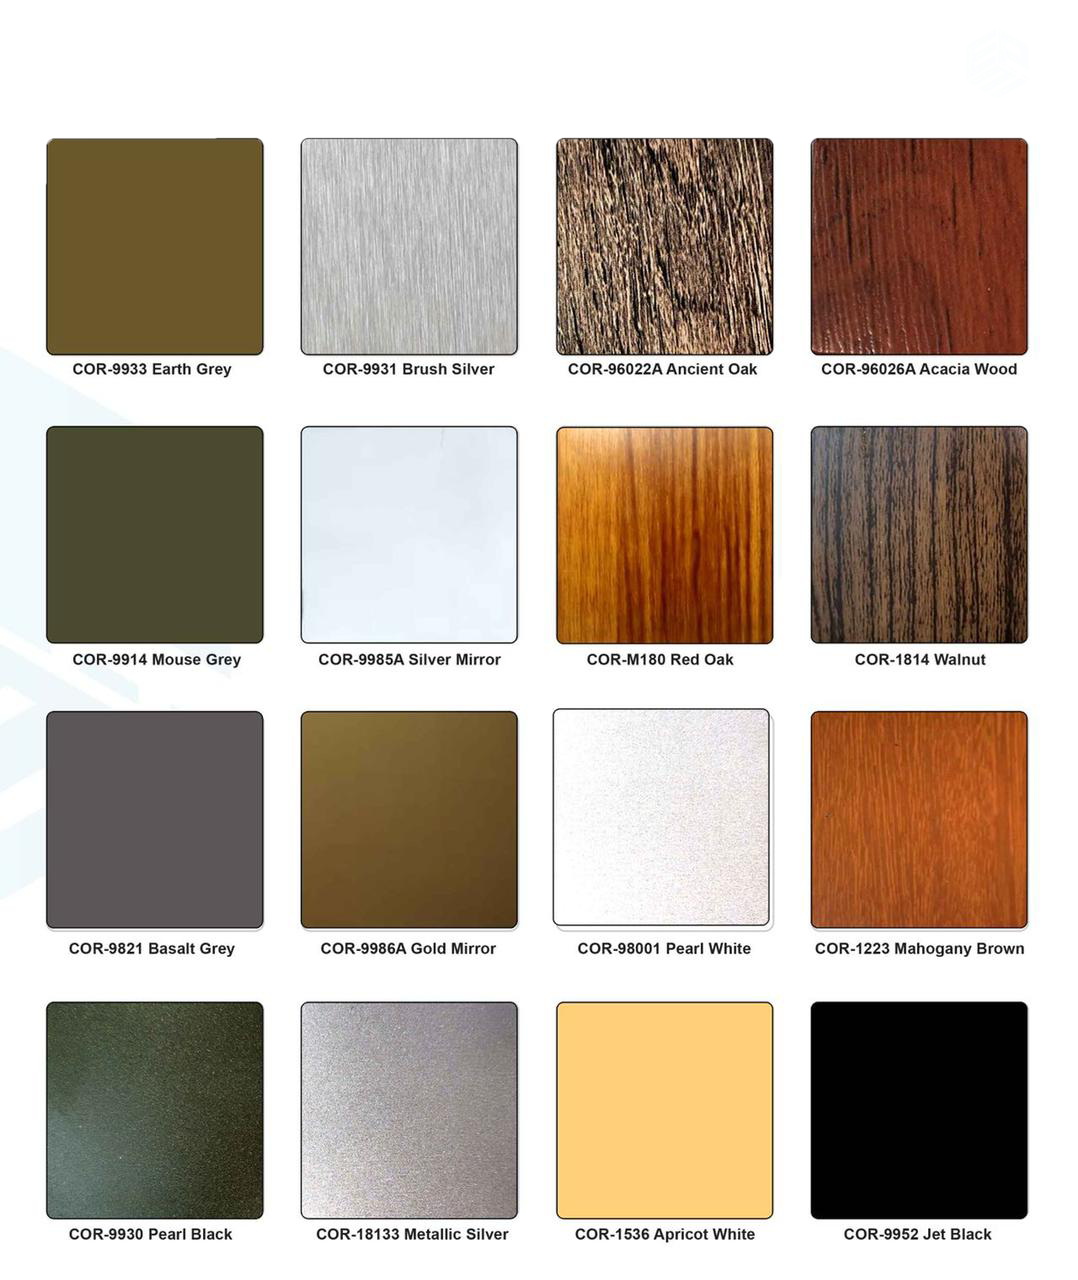 COR-9933 Earth Grey
COR-9931 Brush Silver
COR-96022A Ancient Oak
COR-96026A Acacia Wood
COR-9914 Mouse Grey
COR-9985A Silver Mirror
COR-M180 Red Oak
COR-1814 Walnut
COR-9821 Basalt Grey
COR-9986A Gold Mirror
COR-98001 Pearl White
COR-1223 Mahogany Brown
COR-9930 Pearl Black
COR-18133 Metallic Silver
COR-1536 Apricot White
COR-9952 Jet Black